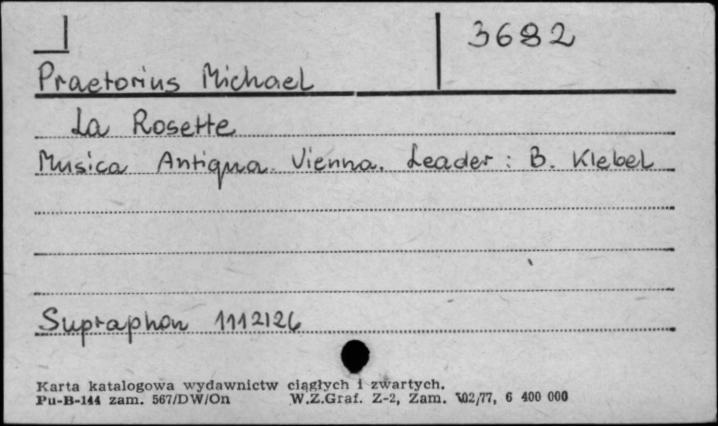 3682
Praetorius Michael
La Rosette
Musica Antiqua. Vienna. Leader: B. Klebel
Supraphon 1112126
Karta katalogowa wydawnictw ciągłych i zwartych.
Pu-B-144 zam. 567/DW/On W.Z.Graf. Z-2, Zam. 102/77, 6 400 000